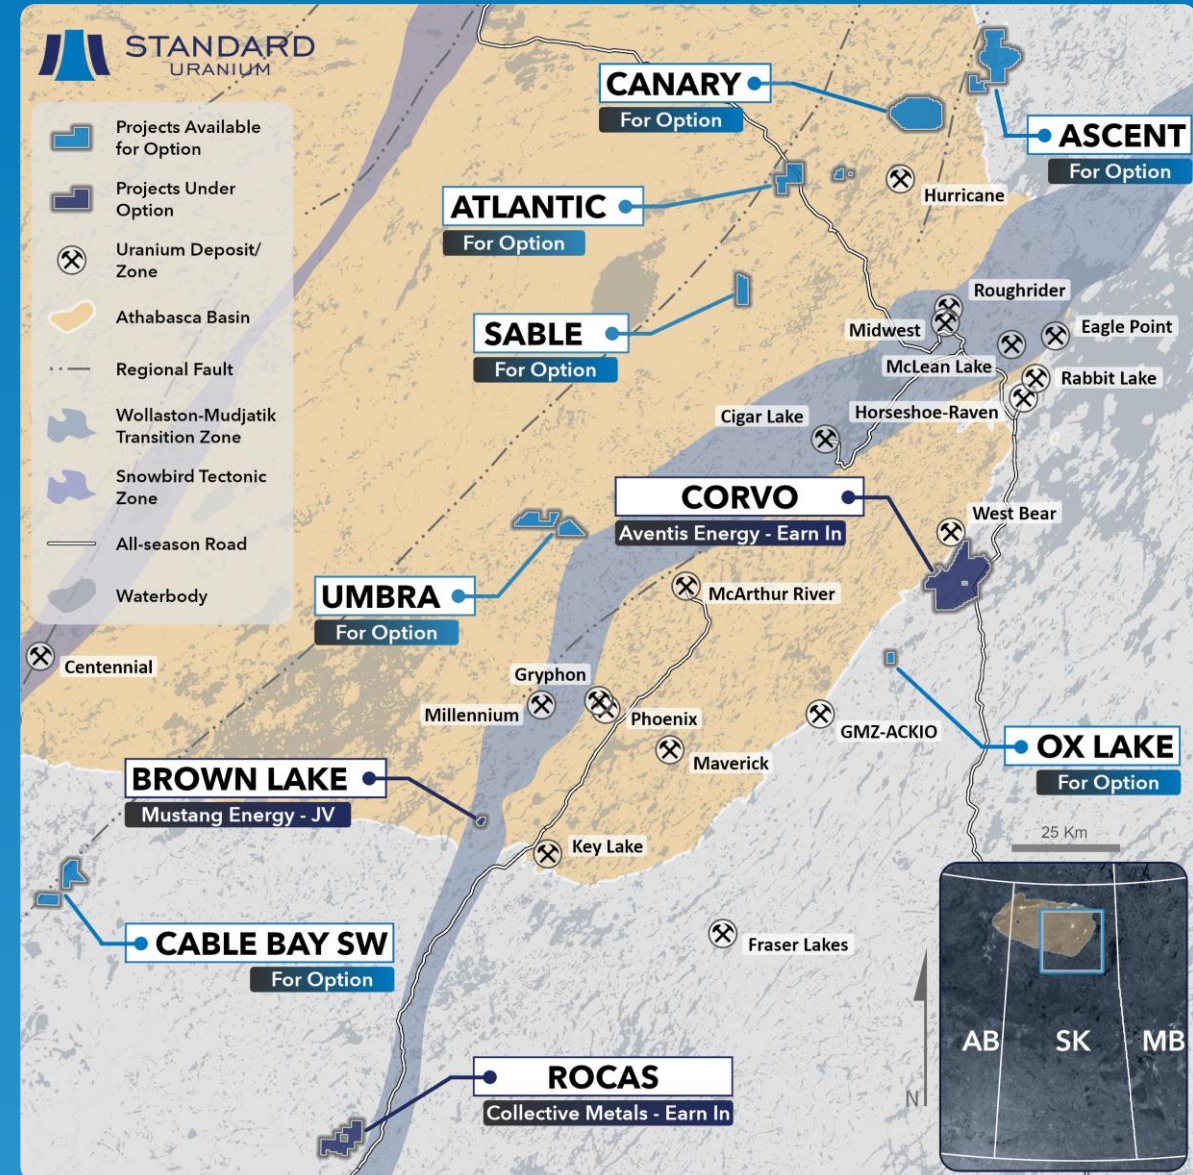 STANDARD
URANIUM
Projects Available
for Option
Projects Under
Option
Uranium Deposit/
Zone
Athabasca Basin
Regional Fault
Wollaston-Mudjatik
Transition Zone
Snowbird Tectonic
Zone
All-season Road
Waterbody
CANARY
For Option
ASCENT
For Option
ATLANTIC
For Option
Hurricane
SABLE
For Option
Roughrider
Midwest
Eagle Point
McLean Lake
Rabbit Lake
Horseshoe-Raven
Cigar Lake
CORVO
Aventis Energy - Earn In
West Bear
UMBRA
For Option
McArthur River
Centennial
Gryphon
Millennium
Phoenix
GMZ-ACKIO
Maverick
OX LAKE
For Option
BROWN LAKE
Mustang Energy - JV
Key Lake
25 Km
CABLE BAY SW
For Option
Fraser Lakes
ROCAS
Collective Metals - Earn In
N
AB
SK
MB